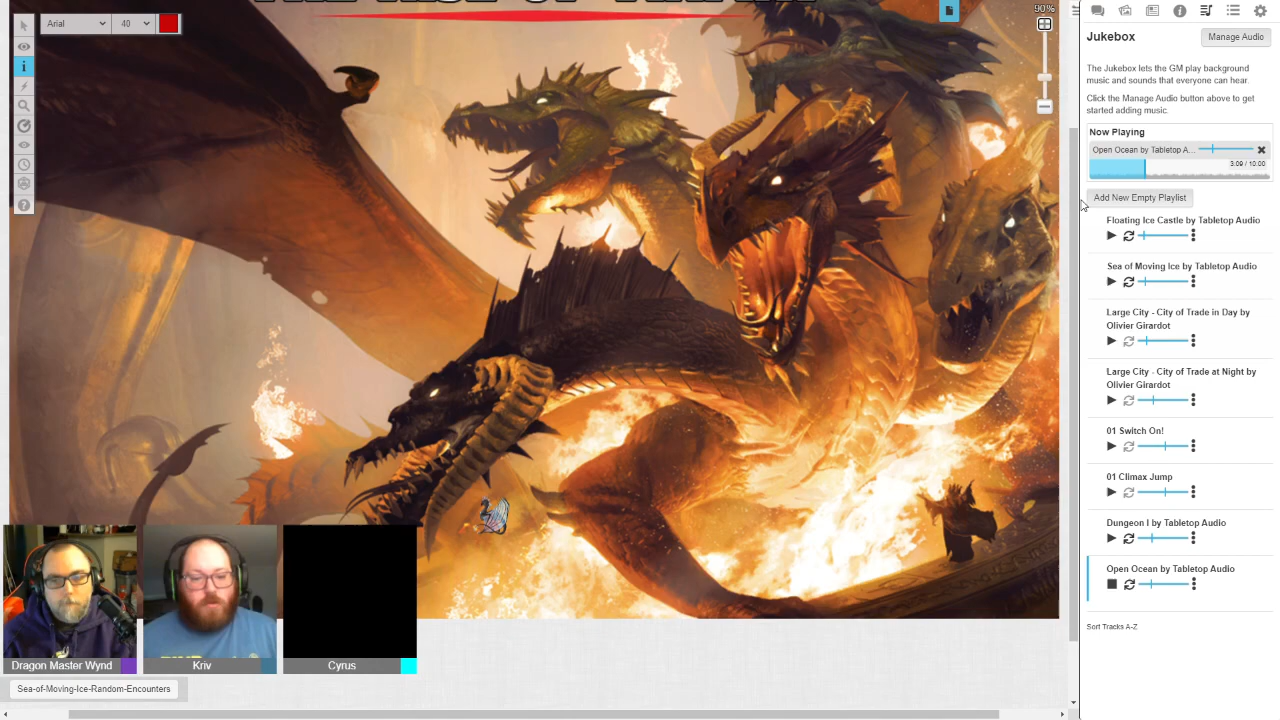 Arial
40
90%
Jukebox
Manage Audio
The Jukebox lets the GM play background
music and sounds that everyone can hear.
Click the Manage Audio button above to get
started adding music.
Now Playing
Open Ocean by Tabletop A...
3:09 / 10:00
Add New Empty Playlist
Floating Ice Castle by Tabletop Audio
Sea of Moving Ice by Tabletop Audio
Large City - City of Trade in Day by
Olivier Girardot
Large City - City of Trade at Night by
Olivier Girardot
01 Switch On!
01 Climax Jump
Dungeon I by Tabletop Audio
Open Ocean by Tabletop Audio
Sort Tracks A-Z
Dragon Master Wynd
Kriv
Cyrus
Sea-of-Moving-Ice-Random-Encounters